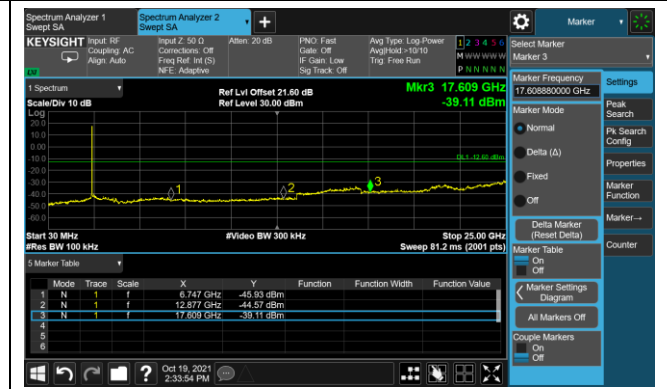 Spectrum Analyzer 1
Swept SA
Spectrum Analyzer 2
Swept SA
+
Marker
KEYSIGHT
Input: RF
Coupling: AC
Align: Auto
Input Z: 50 Ω
Corrections: Off
Freq Ref: Int (S)
NFE: Adaptive
Atten: 20 dB
PNO: Fast
Gate: Off
IF Gain: Low
Sig Track: Off
Avg Type: Log-Power
Avg|Hold:>10/10
Trig: Free Run
1 2 3 4 5 6
M W W W W W
P N N N N N
Select Marker
Marker 3
1 Spectrum
Scale/Div 10 dB
Ref Lvl Offset 21.60 dB
Ref Level 30.00 dBm
Mkr3 17.609 GHz
-39.11 dBm
Log
20.0
10.0
0.00
-10.0
-20.0
-30.0
-40.0
-50.0
-60.0
DL1 -12.60 dBm
1
2
3
Start 30 MHz
#Res BW 100 kHz
#Video BW 300 kHz
Stop 25.00 GHz
Sweep 81.2 ms (2001 pts)
5 Marker Table
Mode Trace Scale X Y Function Function Width Function Value
1 N 1 f 6.747 GHz -45.93 dBm
2 N 1 f 12.877 GHz -44.57 dBm
3 N 1 f 17.609 GHz -39.11 dBm
4
5
6
Marker Frequency
17.608880000 GHz
Marker Mode
Normal
Delta (Δ)
Fixed
Off
Delta Marker
(Reset Delta)
Marker Table
On
Off
Marker Settings
Diagram
All Markers Off
Couple Markers
On
Off
Settings
Peak
Search
Pk Search
Config
Properties
Marker
Function
Marker→
Counter
?
Oct 19, 2021
2:33:54 PM